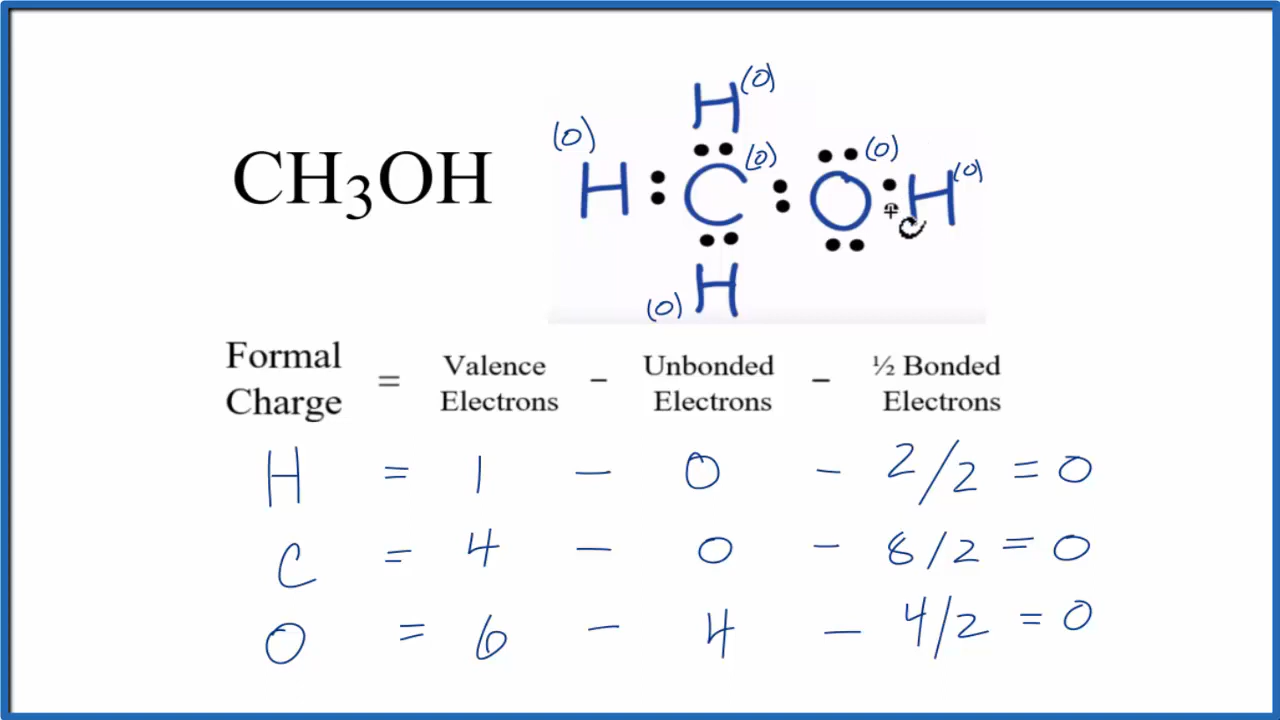 H (0)
(0) H C (0) O (0) H (0)
(0) H
CH₃OH
Formal Charge = Valence Electrons – Unbonded Electrons – ½ Bonded Electrons
H = 1 – 0 – 2/2 = 0
C = 4 – 0 – 8/2 = 0
O = 6 – 4 – 4/2 = 0